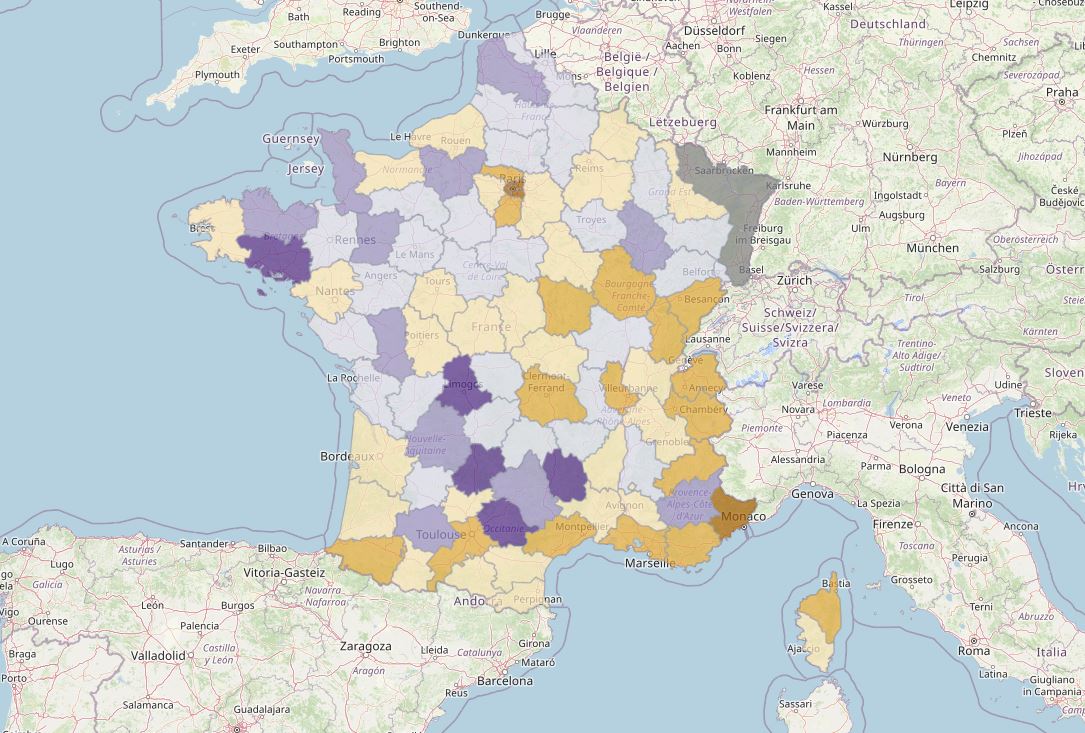 Bath
Reading
Southend-
on-Sea
Brugge
Vlaanderen
Düsseldorf
Siegen
Kassel
Deutschland
Leipzig
Exeter
Southampton
Brighton
Portsmouth
Dunkerque
Lille
België /
Belgique /
Belgien
Aachen
Bonn
Thüringen
Sachsen
Chemnitz
Plymouth
Mons
Koblenz
Hessen
Severozápad
Praha
Hauts-de-
France
Frankfurt am
Main
Würzburg
Guernsey
Le Havre
Rouen
Lëtzebuerg
Plzeň
Jihozápad
Jersey
Normandie
Paris
Reims
Saarbrücken
Mannheim
Nürnberg
Karlsruhe
Baden-Württemberg
Ingolstadt
Grand Est
České
Budějovice
Brest
Bretagne
Rennes
Le Mans
Troyes
Freiburg
im Breisgau
Ulm
Augsburg
München
Oberösterreich
Angers
Centre-Val
de Loire
Belfort
Basel
Salzburg
Zürich
Nantes
Tours
Bourgogne-
Franche-
Comté
Besançon
Tirol
Poitiers
France
Schweiz/
Suisse/Svizzera/
Svizra
Kärnten
Lausanne
Trentino-
Alto Adige/
Südtirol
Genève
La Rochelle
Limoges
Clermont-
Ferrand
Villeurbanne
Annecy
Varese
Lombardia
Udine
Auvergne-
Rhône-Alpes
Chambéry
Novara
Veneto
Trieste
Piemonte
Verona
Venezia
Rijeka
Nouvelle-
Aquitaine
Grenoble
Piacenza
Bordeaux
Alessandria
Parma
Bologna
Genova
Avignon
Provence-
Alpes-Côte
d'Azur
La Spezia
Città di San
Marino
Monaco
Firenze
Ancona
Occitanie
Toulouse
Montpellier
Toscana
A Coruña
Lugo
Asturias /
Asturies
Santander
Bilbao
Marseille
Perugia
Vitoria-Gasteiz
Grosseto
Galicia
Navarra
Nafarroa
Bastia
Terni
León
Burgos
Andorra
Perpignan
Abruzzo
Ourense
Palencia
Girona
Ajaccio
Roma
Italia
Braga
Valladolid
Castilla
y León
Zaragoza
Lleida
Catalunya
Mataró
Aragón
Barcelona
Latina
Porto
Reus
Giugliano
in Campania
Salamanca
Guadalajara
Sassari